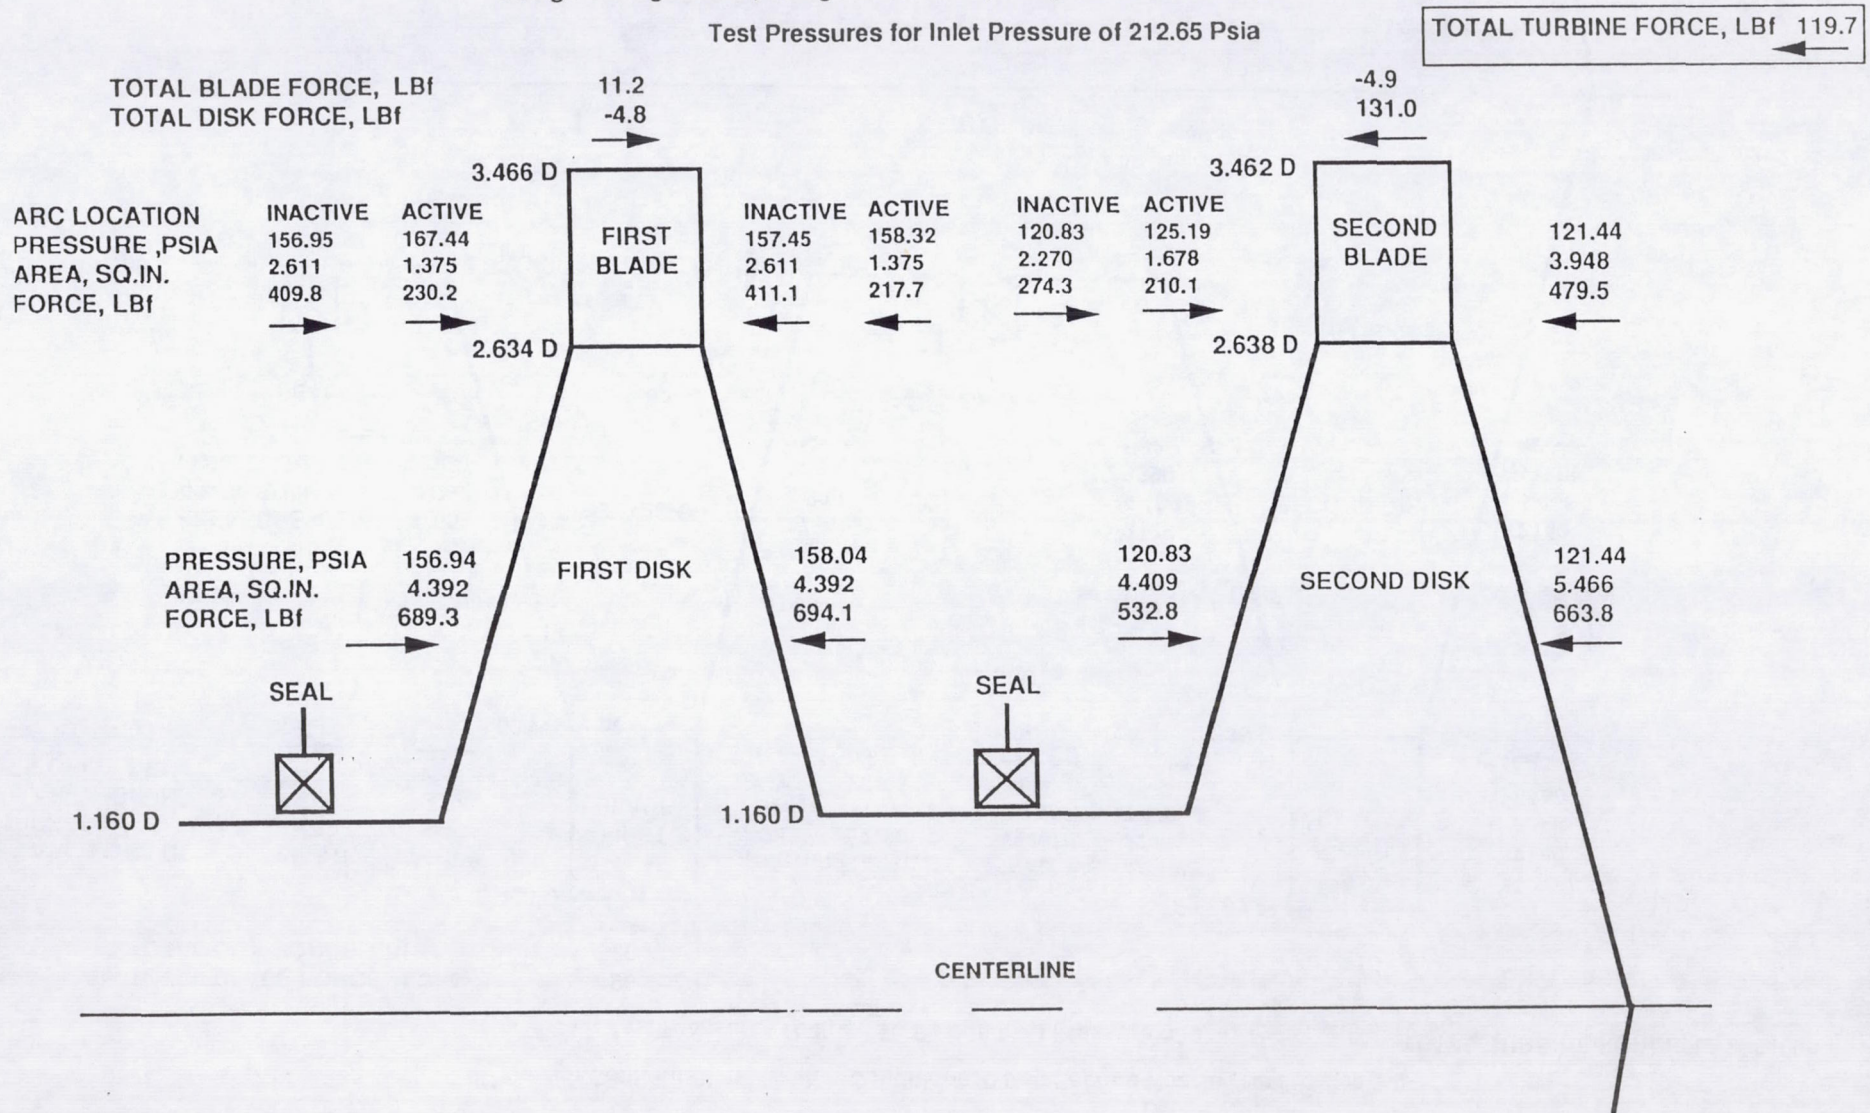 Test Pressures for Inlet Pressure of 212.65 Psia
TOTAL TURBINE FORCE, LBf 119.7
TOTAL BLADE FORCE, LBf 11.2 -4.9
TOTAL DISK FORCE, LBf -4.8 131.0
3.466 D 3.462 D
ARC LOCATION INACTIVE ACTIVE INACTIVE ACTIVE INACTIVE ACTIVE
PRESSURE ,PSIA 156.95 167.44 157.45 158.32 120.83 125.19 121.44
AREA, SQ.IN. 2.611 1.375 2.611 1.375 2.270 1.678 3.948
FORCE, LBf 409.8 230.2 411.1 217.7 274.3 210.1 479.5
FIRST
BLADE
SECOND
BLADE
2.634 D 2.638 D
PRESSURE, PSIA 156.94 158.04 120.83 121.44
AREA, SQ.IN. 4.392 4.392 4.409 5.466
FORCE, LBf 689.3 694.1 532.8 663.8
FIRST DISK SECOND DISK
SEAL SEAL
1.160 D 1.160 D
CENTERLINE